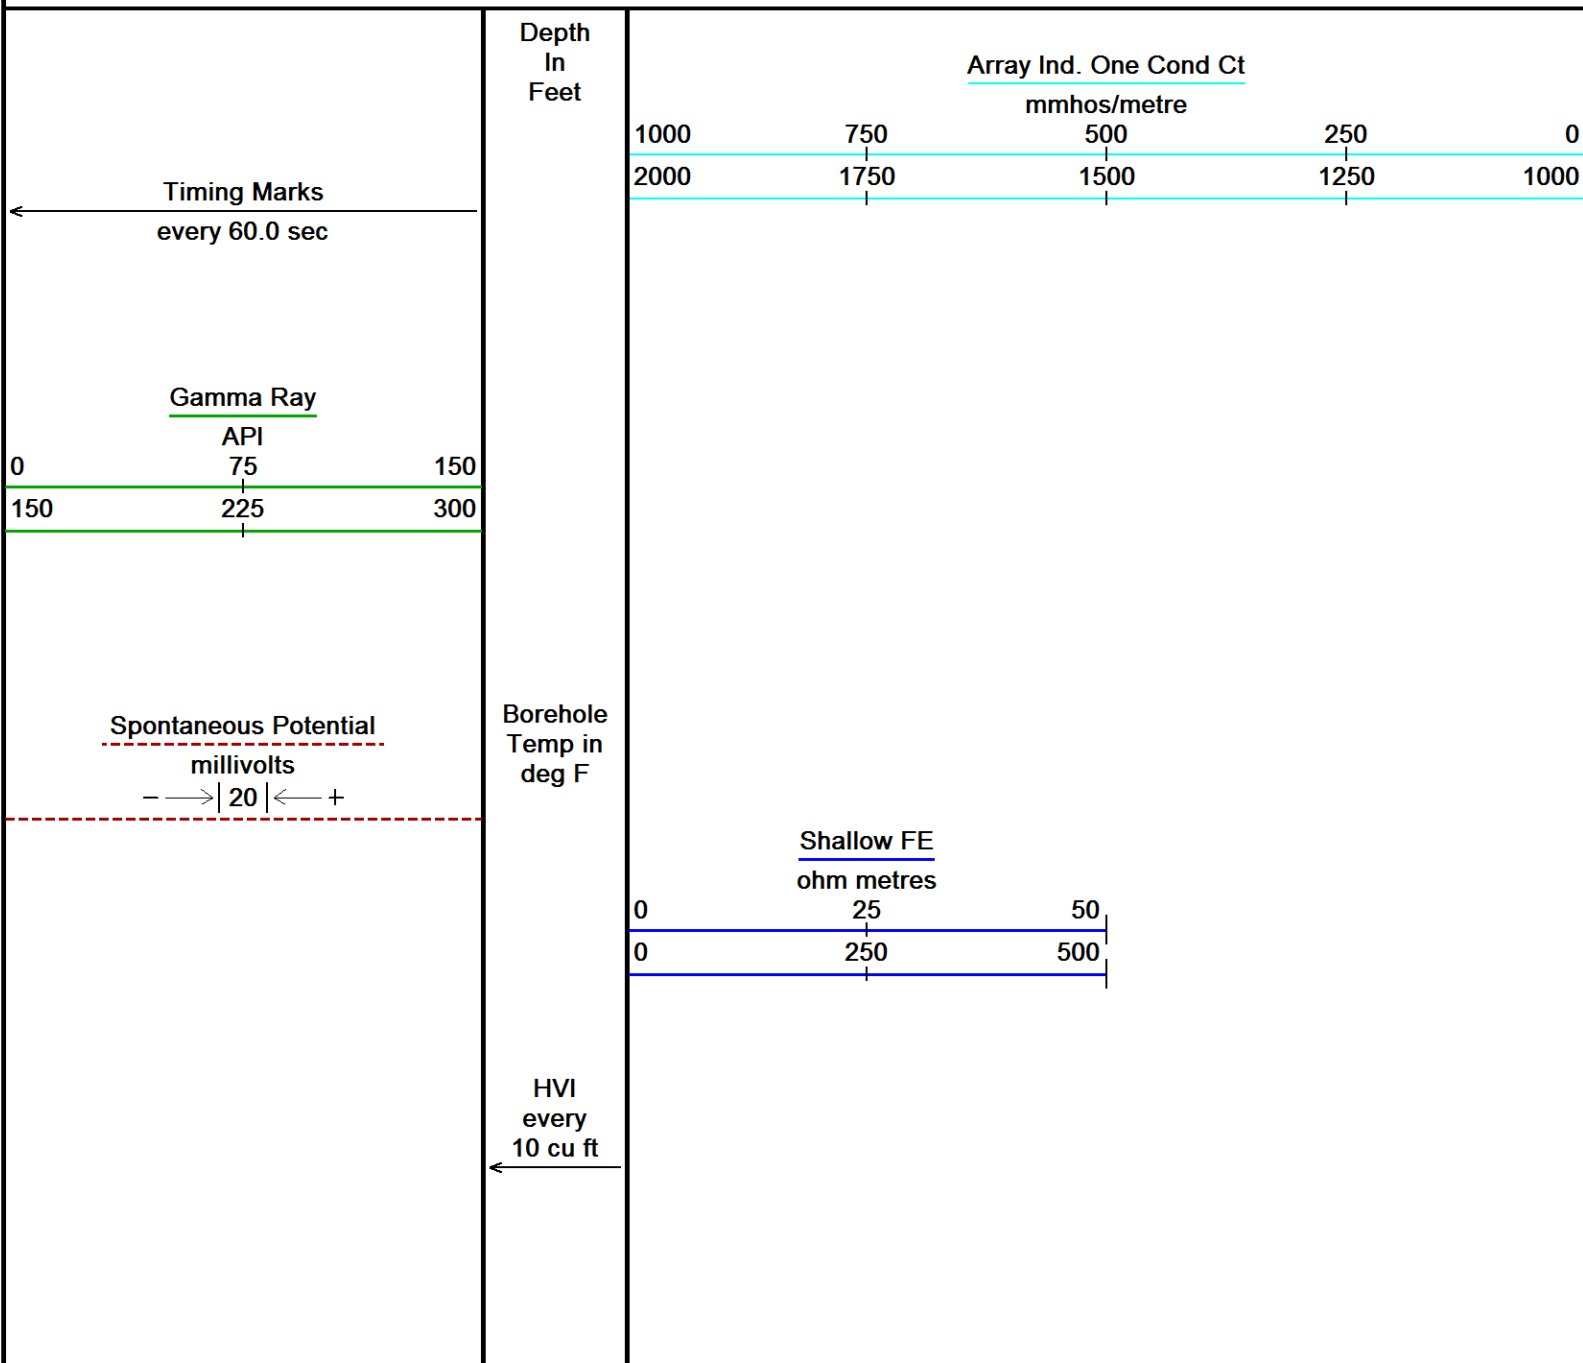 Depth
In
Feet
Array Ind. One Cond Ct
mmhos/metre
1000 750 500 250 0
2000 1750 1500 1250 1000
Timing Marks
every 60.0 sec
Gamma Ray
API
0 75 150
150 225 300
Spontaneous Potential
millivolts
− 20 +
Borehole
Temp in
deg F
Shallow FE
ohm metres
0 25 50
0 250 500
HVI
every
10 cu ft